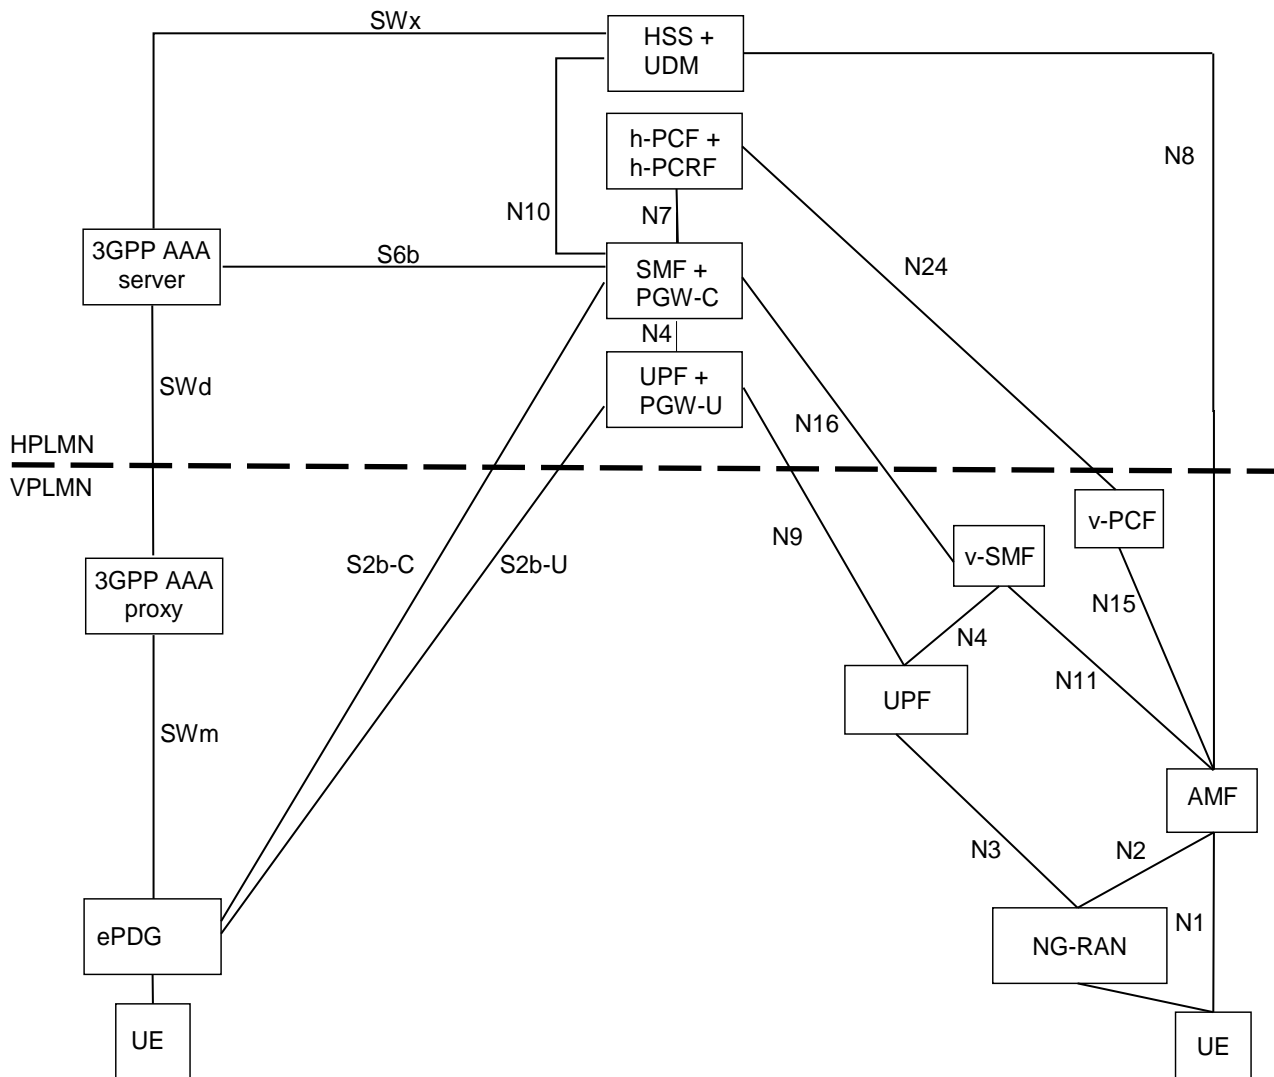 SWx
HSS +
UDM
h-PCF +
h-PCRF
N8
N10
N7
3GPP AAA
server
S6b
SMF +
PGW-C
N24
N4
SWd
UPF +
PGW-U
N16
HPLMN
VPLMN
v-PCF
N9
v-SMF
S2b-C
S2b-U
3GPP AAA
proxy
N15
N4
N11
UPF
SWm
AMF
N3
N2
ePDG
N1
NG-RAN
UE
UE